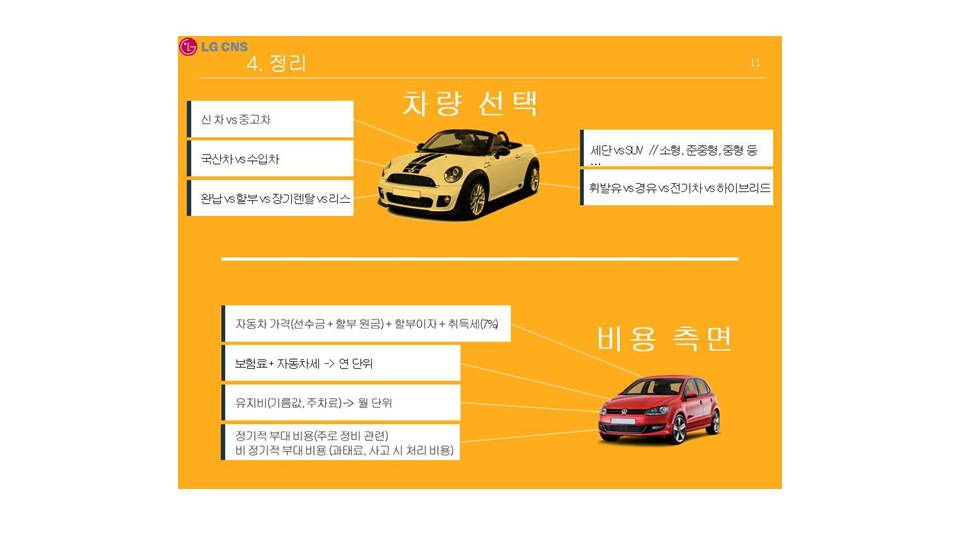 LG CNS
4. 정리
11
차량 선택
신 차 vs 중고차
국산차 vs 수입차
완납 vs 할부 vs 장기렌탈 vs 리스
세단 vs SUV // 소형, 준중형, 중형 등
…
휘발유 vs 경유 vs 전기차 vs 하이브리드
비용 측면
자동차 가격(선수금 + 할부 원금) + 할부이자 + 취득세(7%)
보험료 + 자동차세 -> 연 단위
유지비(기름값, 주차료) -> 월 단위
정기적 부대 비용(주로 정비 관련)
비 정기적 부대 비용 (과태료, 사고 시 처리 비용)